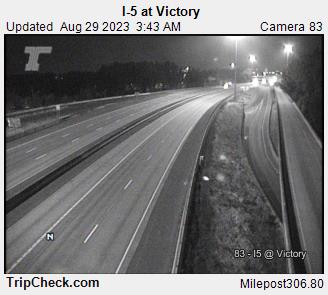 I-5 at Victory
Updated Aug 29 2023 3:43 AM Camera 83
T
N
83 - I5 @ Victory
TripCheck.com Milepost306.80